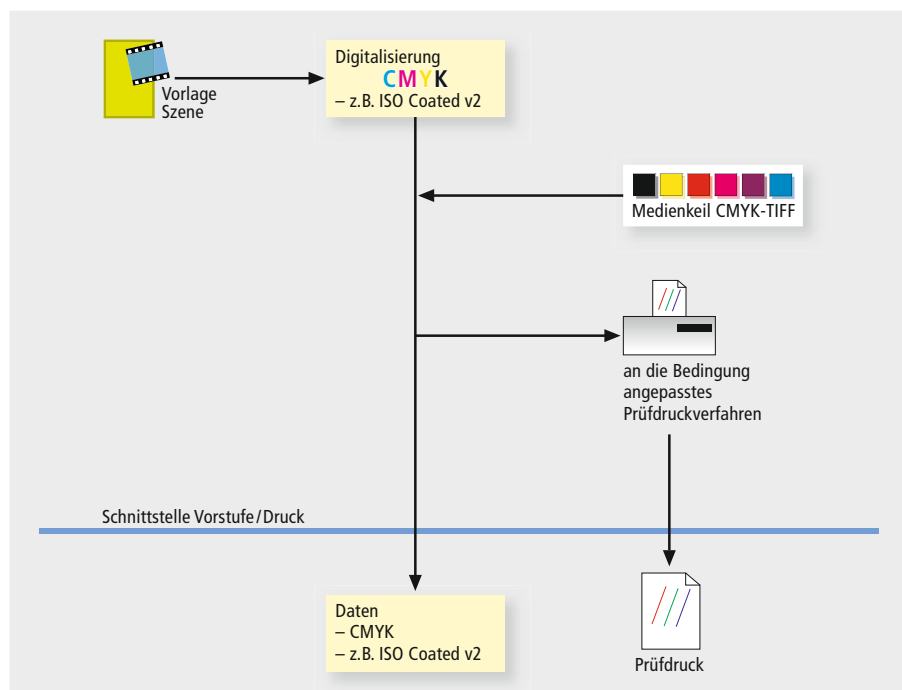 Vorlage
Szene
Digitalisierung
CMYK
– z.B. ISO Coated v2
Medienkeil CMYK-TIFF
an die Bedingung
angepasstes
Prüfdruckverfahren
Schnittstelle Vorstufe/Druck
Daten
– CMYK
– z.B. ISO Coated v2
Prüfdruck